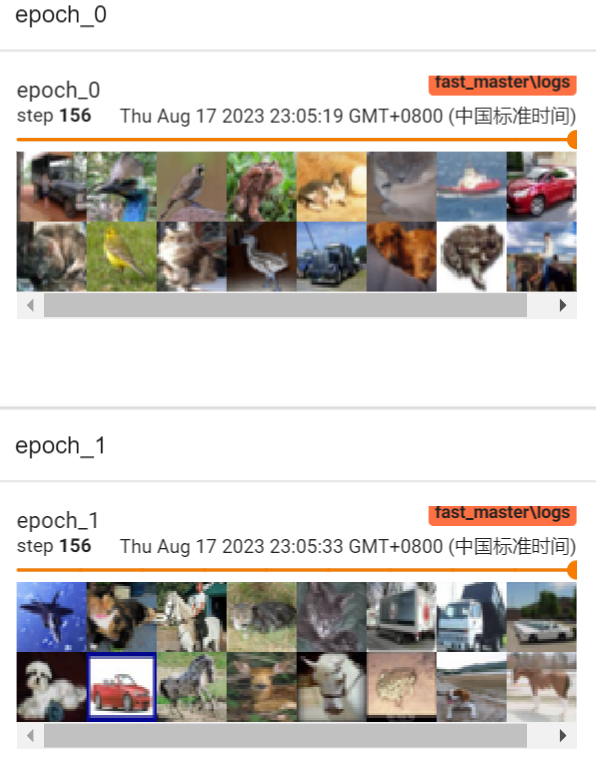 epoch_0
fast_master\logs
epoch_0
step 156 Thu Aug 17 2023 23:05:19 GMT+0800 (中国标准时间)
epoch_1
fast_master\logs
epoch_1
step 156 Thu Aug 17 2023 23:05:33 GMT+0800 (中国标准时间)